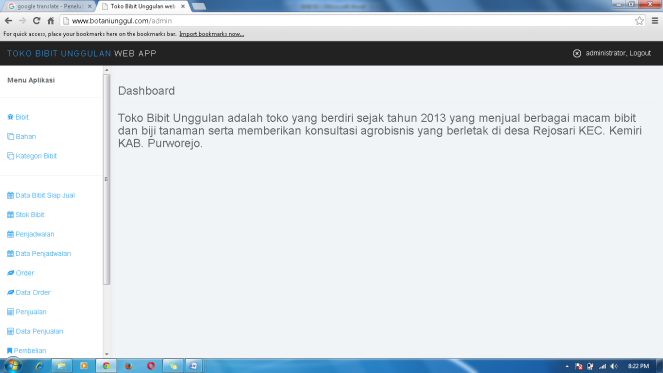 google translate - Penelu
Toko Bibit Unggulan web
www.botaniunggul.com/admin
For quick access, place your bookmarks here on the bookmarks bar. Import bookmarks now...
TOKO BIBIT UNGGULAN WEB APP
administrator, Logout
Menu Aplikasi
Bibit
Bahan
Kategori Bibit
Data Bibit Siap Jual
Stok Bibit
Penjadwalan
Data Penjadwalan
Order
Data Order
Penjualan
Data Penjualan
Pembelian
Dashboard
Toko Bibit Unggulan adalah toko yang berdiri sejak tahun 2013 yang menjual berbagai macam bibit
dan biji tanaman serta memberikan konsultasi agrobisnis yang berletak di desa Rejosari KEC. Kemiri
KAB. Purworejo.
8:22 PM